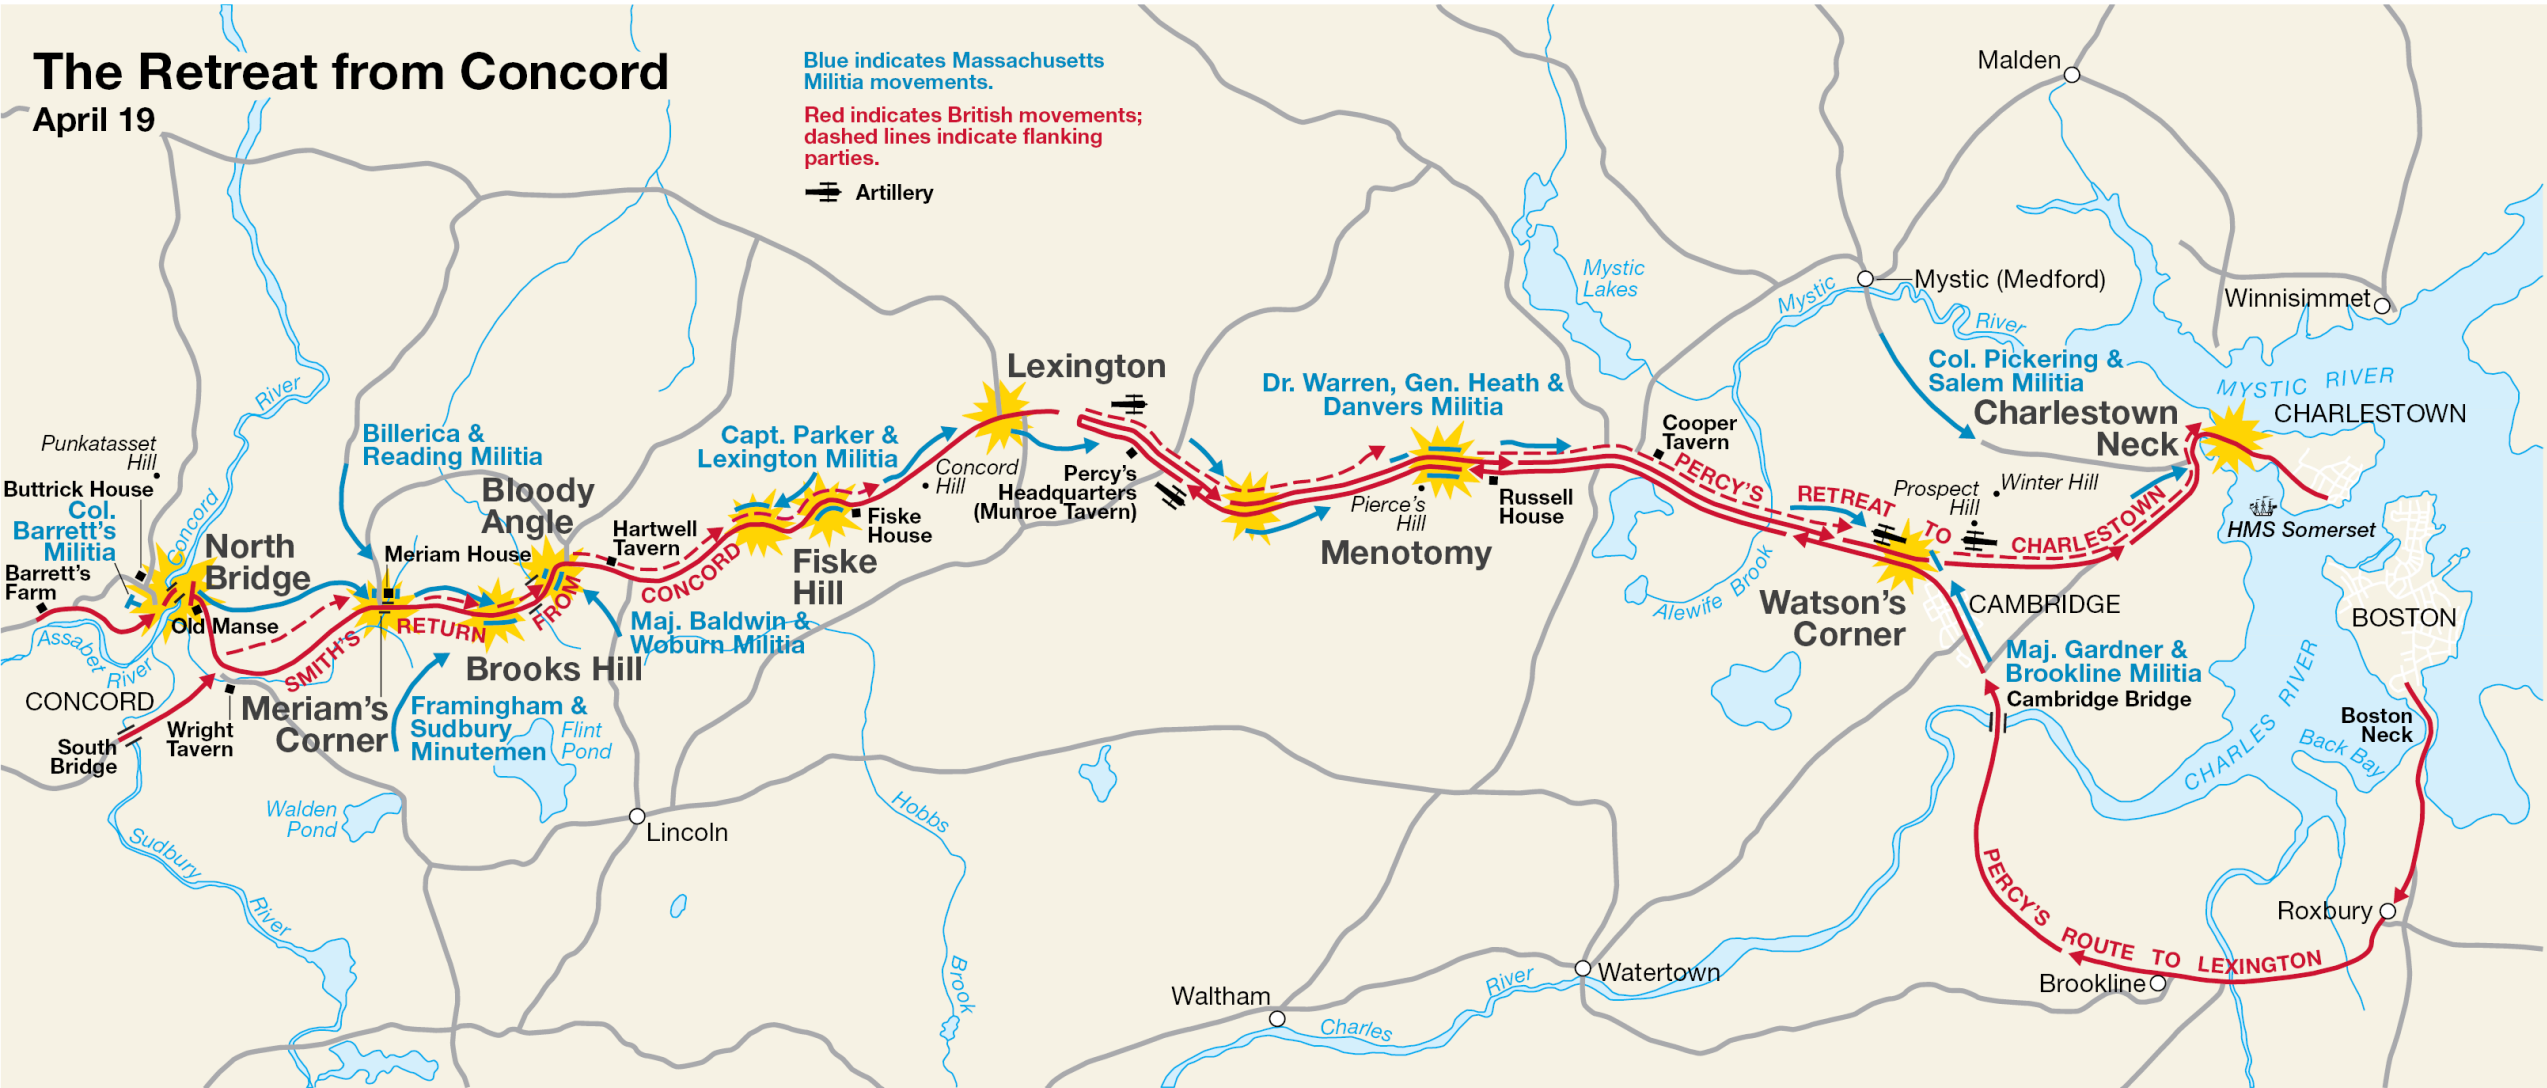 The Retreat from Concord
April 19
Blue indicates Massachusetts
Militia movements.
Red indicates British movements;
dashed lines indicate flanking
parties.
Artillery
Malden
Mystic
Lakes
Mystic
River
Mystic (Medford)
Winnisimmet
Col. Pickering &
Salem Militia
MYSTIC RIVER
Charlestown
Neck
CHARLESTOWN
Lexington
Dr. Warren, Gen. Heath &
Danvers Militia
River
Concord
Punkatasset
Hill
Buttrick House
Col.
Barrett's
Militia
Barrett's
Farm
North
Bridge
Old Manse
Billerica &
Reading Militia
Bloody
Angle
Meriam House
Hartwell
Tavern
Capt. Parker &
Lexington Militia
Concord
Hill
Fiske
House
Fiske
Hill
Percy's
Headquarters
(Munroe Tavern)
Pierce's
Hill
Russell
House
Menotomy
Cooper
Tavern
PERCY'S RETREAT TO CHARLESTOWN
Prospect
Hill
Winter Hill
HMS Somerset
Alewife Brook
Watson's
Corner
CAMBRIDGE
BOSTON
Maj. Gardner &
Brookline Militia
Cambridge Bridge
Boston
Neck
CHARLES RIVER
Back Bay
Assabet
River
CONCORD
South
Bridge
Wright
Tavern
SMITH'S RETURN FROM CONCORD
Meriam's
Corner
Brooks Hill
Maj. Baldwin &
Woburn Militia
Framingham &
Sudbury
Minutemen
Flint
Pond
Walden
Pond
Lincoln
Sudbury
River
Hobbs
Brook
PERCY'S ROUTE TO LEXINGTON
Roxbury
Brookline
Watertown
Waltham
Charles
River